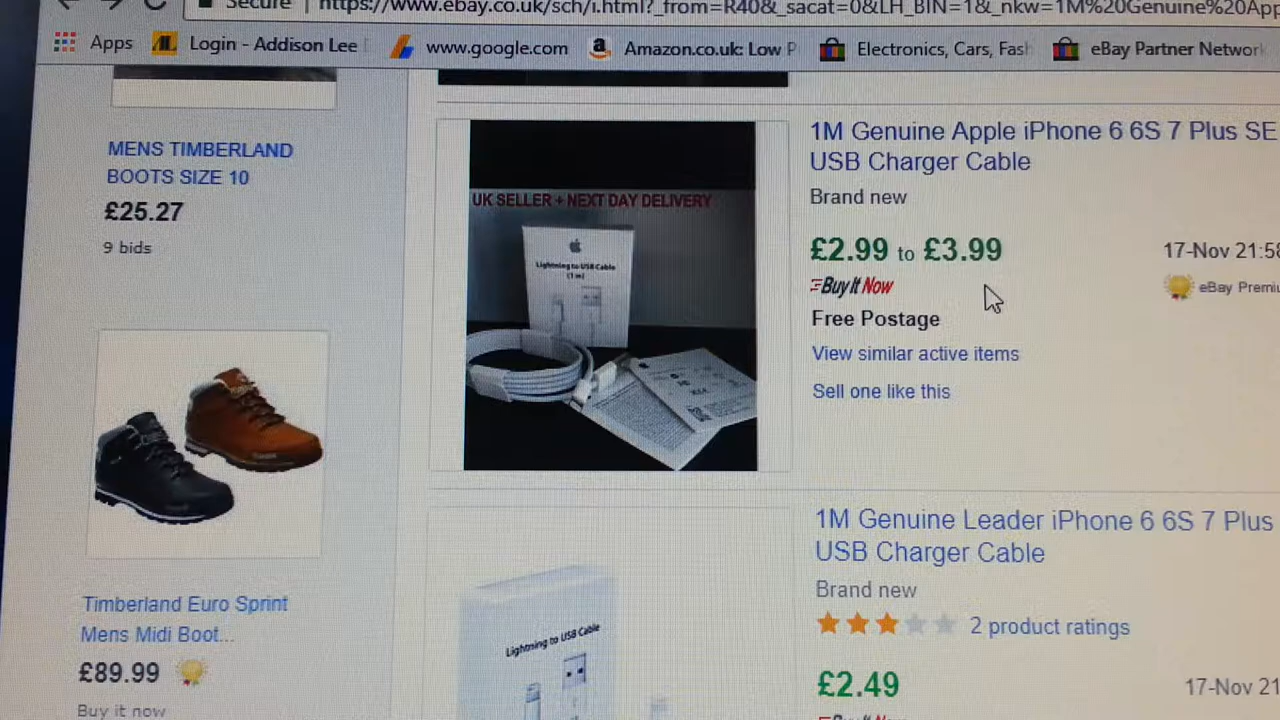 Secure https://www.ebay.co.uk/sch/i.html?_from=R40&_sacat=0&LH_BIN=1&_nkw=1M%20Genuine%20App
Apps Login - Addison Lee www.google.com Amazon.co.uk: Low P Electronics, Cars, Fash eBay Partner Network
MENS TIMBERLAND
BOOTS SIZE 10
£25.27
9 bids
Timberland Euro Sprint
Mens Midi Boot...
£89.99
Buy it now
UK SELLER + NEXT DAY DELIVERY
Lightning to USB Cable
(1 m)
1M Genuine Apple iPhone 6 6S 7 Plus SE
USB Charger Cable
Brand new
£2.99 to £3.99
17-Nov 21:58
Buy It Now
eBay Premiu
Free Postage
View similar active items
Sell one like this
Lightning to USB Cable
1M Genuine Leader iPhone 6 6S 7 Plus
USB Charger Cable
Brand new
2 product ratings
£2.49
17-Nov 21